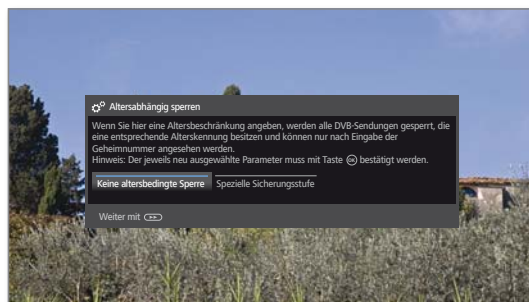 Altersabhängig sperren
Wenn Sie hier eine Altersbeschränkung angeben, werden alle DVB-Sendungen gesperrt, die
eine entsprechende Alterskennung besitzen und können nur nach Eingabe der
Geheimnummer angesehen werden.
Hinweis: Der jeweils neu ausgewählte Parameter muss mit Taste OK bestätigt werden.
Keine altersbedingte Sperre Spezielle Sicherungsstufe
Weiter mit